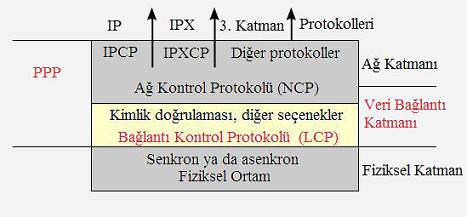 IP IPX 3. Katman Protokolleri
IPCP IPXCP Diğer protokoller
PPP
Ağ Katmanı
Ağ Kontrol Protokolü (NCP)
Kimlik doğrulaması, diğer seçenekler
Veri Bağlantı
Katmanı
Bağlantı Kontrol Protokolü (LCP)
Senkron ya da asenkron
Fiziksel Ortam
Fiziksel Katman